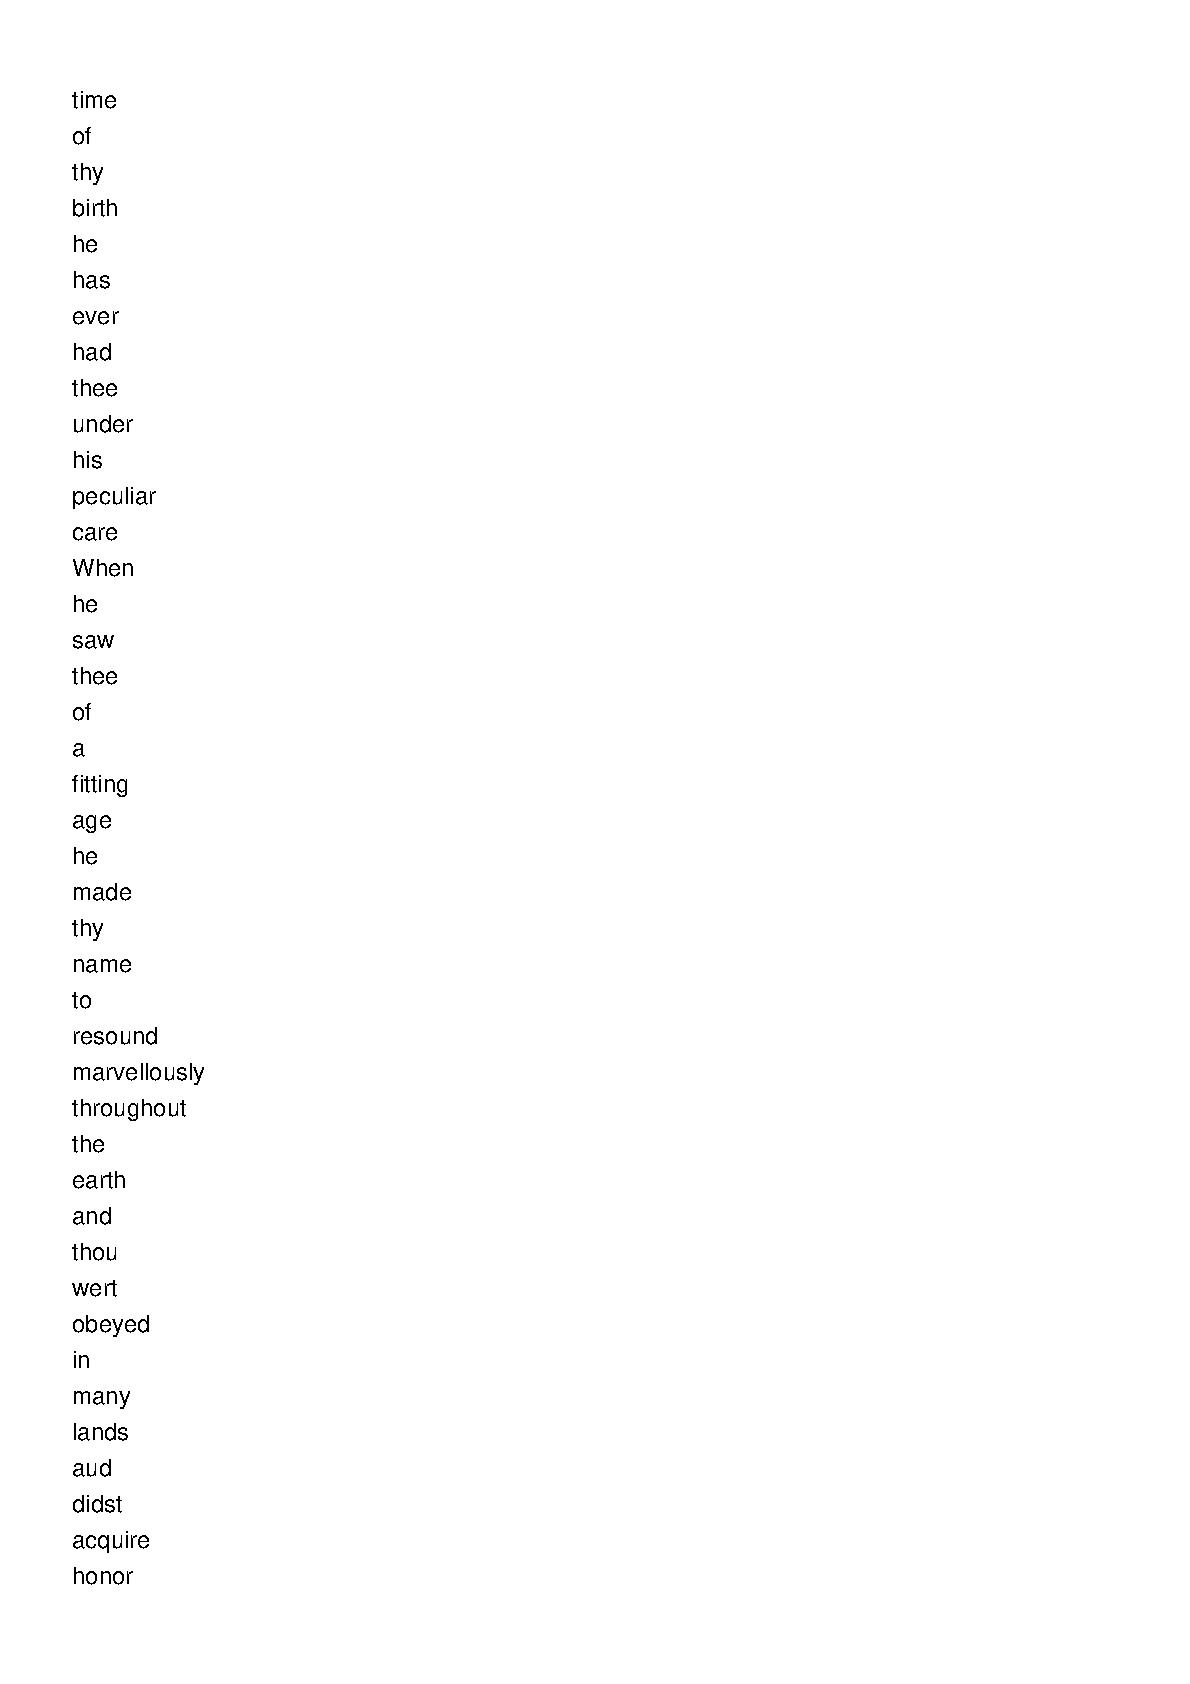 time
of
thy
birth
he
has
ever
had
thee
under
his
peculiar
care
When
he
saw
thee
of
a
fitting
age
he
made
thy
name
to
resound
marvellously
throughout
the
earth
and
thou
wert
obeyed
in
many
lands
aud
didst
acquire
honor